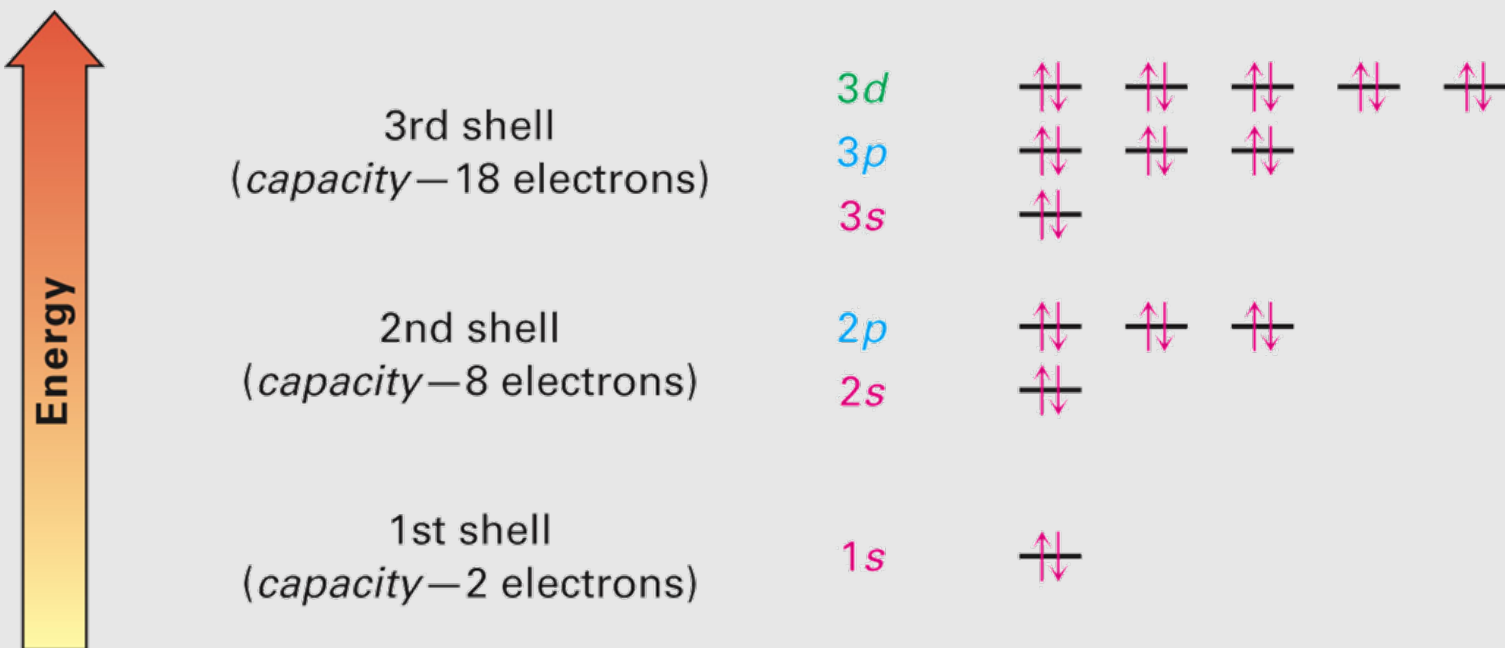 3rd shell
(capacity—18 electrons)
3d
3p
3s
2nd shell
(capacity—8 electrons)
2p
2s
1st shell
(capacity—2 electrons)
1s
Energy